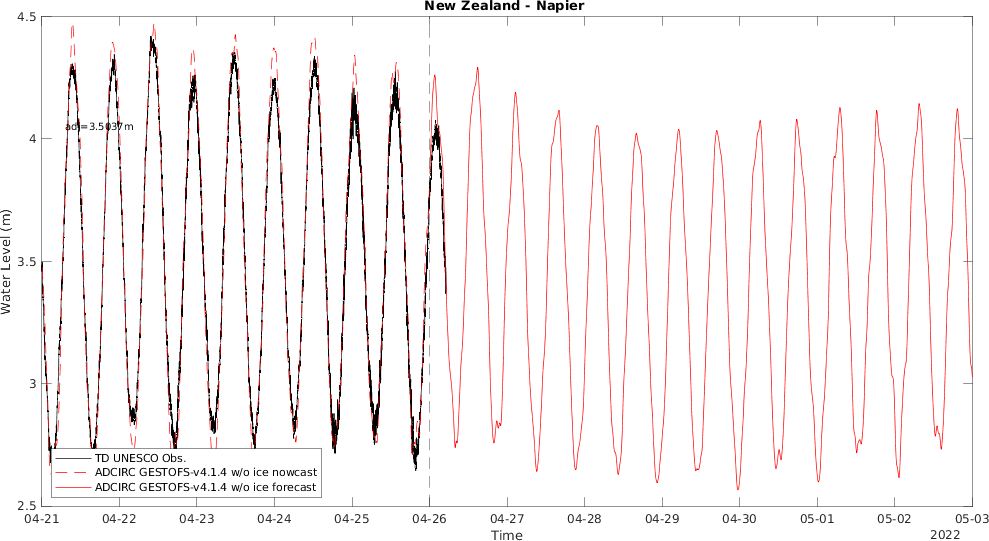 New Zealand - Napier
4.5
4
3.5
3
2.5
Water Level (m)
adj=3.5037m
TD UNESCO Obs.
ADCIRC GESTOFS-v4.1.4 w/o ice nowcast
ADCIRC GESTOFS-v4.1.4 w/o ice forecast
04-21 04-22 04-23 04-24 04-25 04-26 04-27 04-28 04-29 04-30 05-01 05-02 05-03
Time
2022